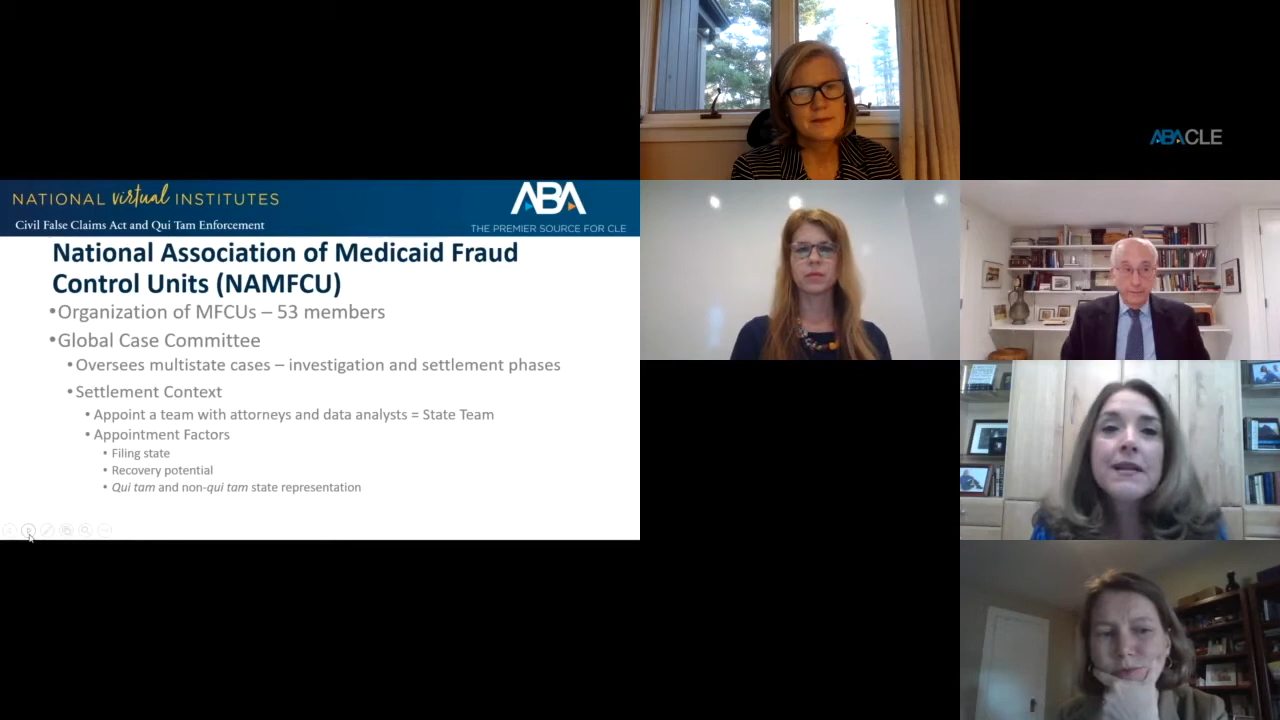 NATIONAL virtual INSTITUTES
ABA
Civil False Claims Act and Qui Tam Enforcement
THE PREMIER SOURCE FOR CLE
National Association of Medicaid Fraud
Control Units (NAMFCU)
•Organization of MFCUs – 53 members
•Global Case Committee
•Oversees multistate cases – investigation and settlement phases
•Settlement Context
•Appoint a team with attorneys and data analysts = State Team
•Appointment Factors
•Filing state
•Recovery potential
•Qui tam and non-qui tam state representation
ABACLE